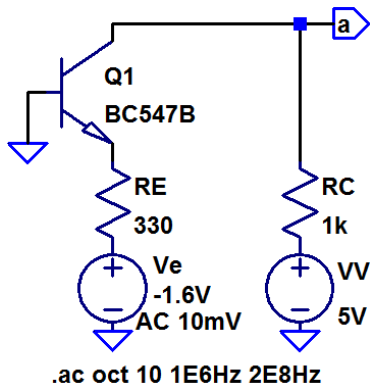 a
Q1
BC547B
RE
330
RC
1k
Ve
-1.6V
AC 10mV
VV
5V
.ac oct 10 1E6Hz 2E8Hz